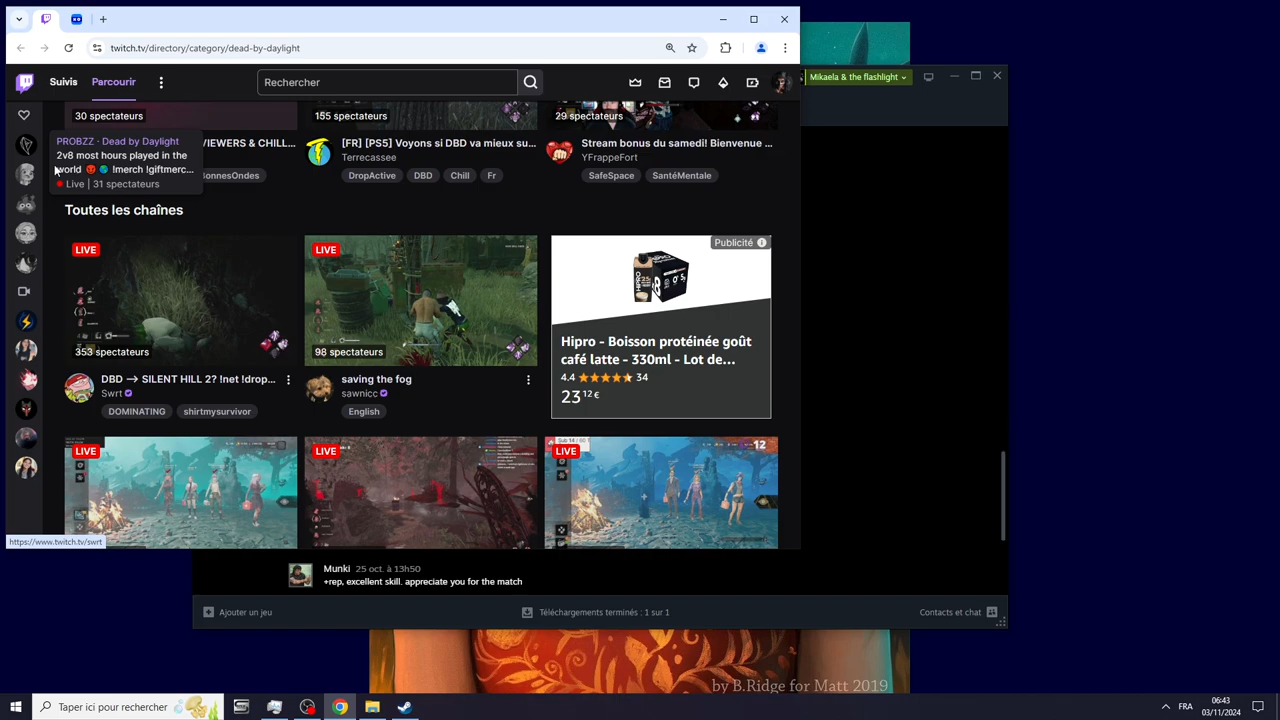 twitch.tv/directory/category/dead-by-daylight
Mikaela & the flashlight
Suivis
Parcourir
Rechercher
30 spectateurs
155 spectateurs
29 spectateurs
PROBZZ · Dead by Daylight
2v8 most hours played in the
world 😡 🌎 !merch !giftmerc...
Live | 31 spectateurs
VIEWERS & CHILL...
BonnesOndes
[FR] [PS5] Voyons si DBD va mieux su...
Terrecassee
DropActive
DBD
Chill
Fr
Stream bonus du samedi! Bienvenue ...
YFrappeFort
SafeSpace
SantéMentale
Toutes les chaînes
LIVE
353 spectateurs
LIVE
98 spectateurs
Publicité
Hipro - Boisson protéinée goût
café latte - 330ml - Lot de...
4.4
34
23 12 €
DBD --> SILENT HILL 2? !net !drop...
Swrt
DOMINATING
shirtmysurvivor
saving the fog
sawnicc
English
LIVE
LIVE
LIVE
12
https://www.twitch.tv/swrt
Munki 25 oct. à 13h50
+rep, excellent skill. appreciate you for the match
Ajouter un jeu
Téléchargements terminés : 1 sur 1
Contacts et chat
by B.Ridge for Matt 2019
Taper ici pour rechercher
FRA
06:43
03/11/2024